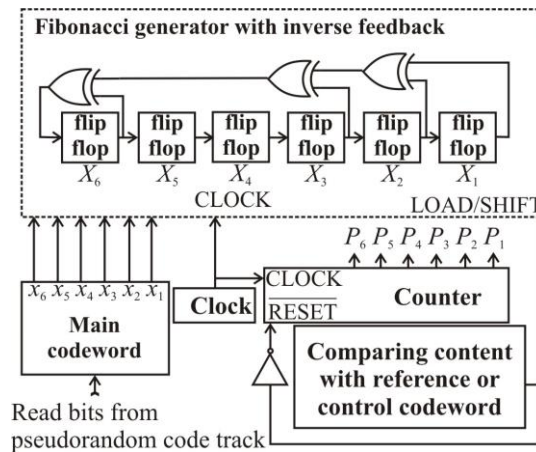 Fibonacci generator with inverse feedback
flip flop flip flop flip flop flip flop flip flop flip flop
X6 X5 X4 X3 X2 X1
CLOCK
LOAD/SHIFT
x6 x5 x4 x3 x2 x1
P6 P5 P4 P3 P2 P1
Main codeword
Clock
CLOCK
RESET
Counter
Comparing content
with reference or
control codeword
Read bits from
pseudorandom code track